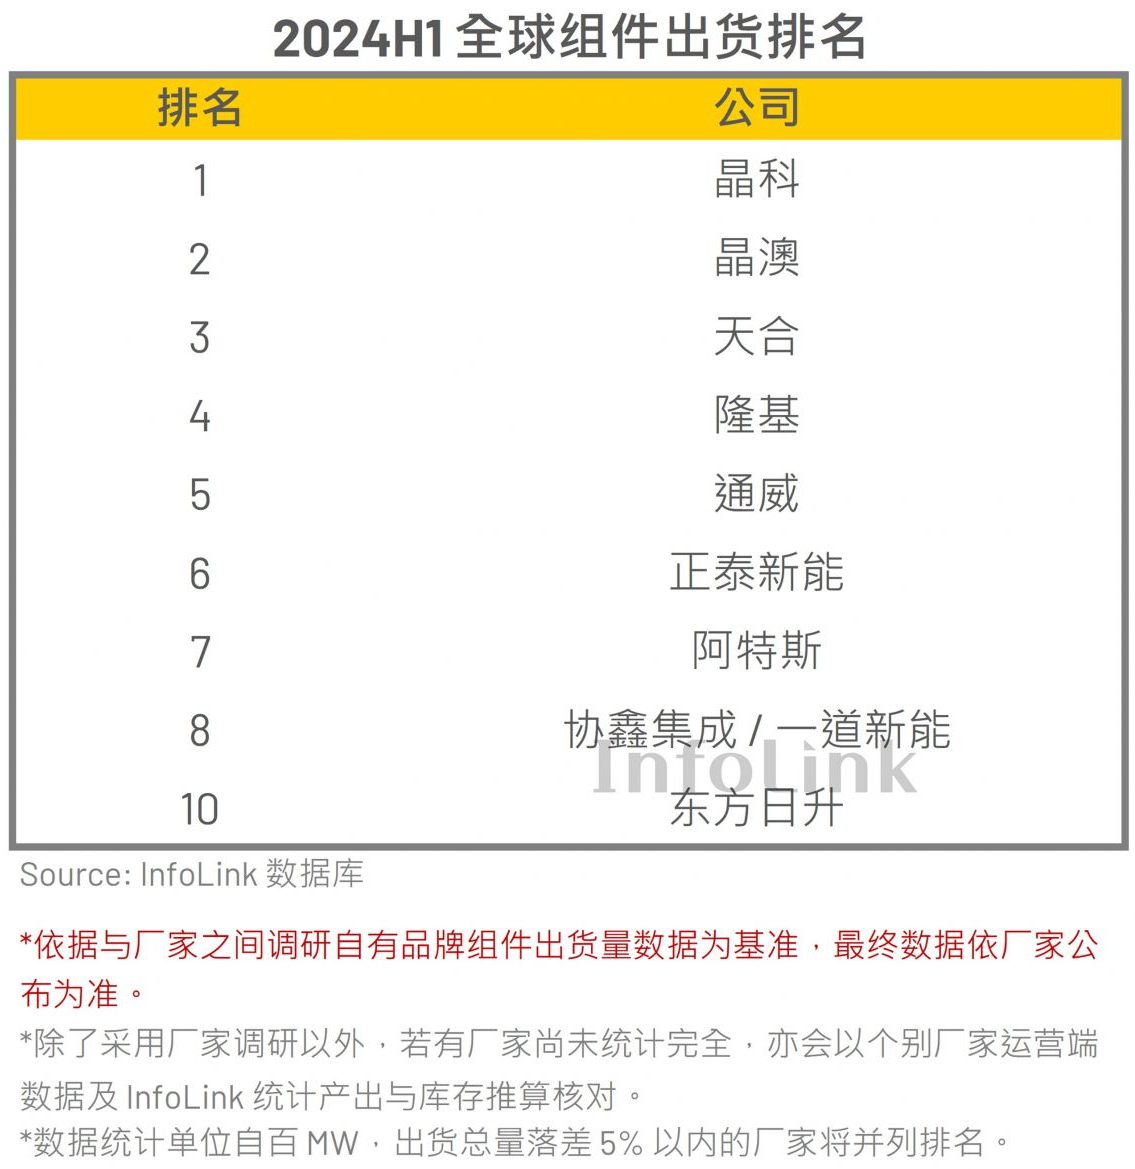 2024H1 全球组件出货排名
排名 公司
1 晶科
2 晶澳
3 天合
4 隆基
5 通威
6 正泰新能
7 阿特斯
8 协鑫集成 / 一道新能
InfoLink
10 东方日升
Source: InfoLink 数据库
*依据与厂家之间调研自有品牌组件出货量数据为基准，最终数据依厂家公
布为准。
*除了采用厂家调研以外，若有厂家尚未统计完全，亦会以个别厂家运营端
数据及 InfoLink 统计产出与库存推算核对。
*数据统计单位自百 MW，出货总量落差 5% 以内的厂家将并列排名。